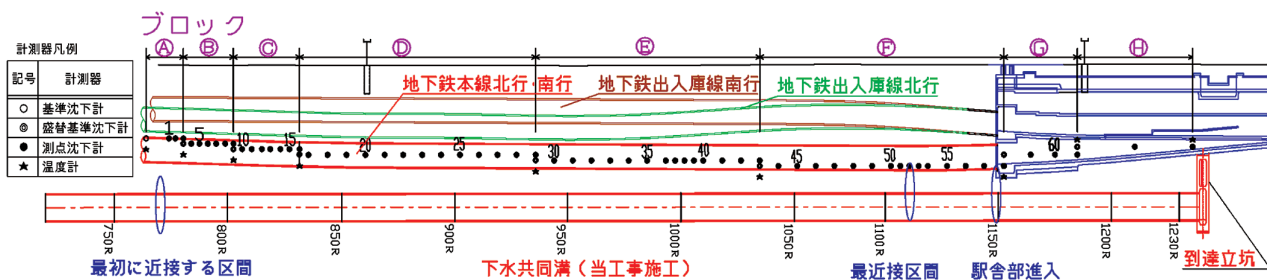 ブロック
Ⓐ Ⓑ Ⓒ Ⓓ Ⓔ Ⓕ Ⓖ Ⓗ
計測器凡例
記号 計測器
○ 基準沈下計
◎ 盛替基準沈下計
● 測点沈下計
★ 温度計
地下鉄本線北行・南行
地下鉄出入庫線南行
地下鉄出入庫線北行
1 5 10 15 20 25 30 35 40 45 50 55 60
750R 800R 850R 900R 950R 1000R 1050R 1100R 1150R 1200R 1230R
最初に近接する区間
下水共同溝（当工事施工）
最近接区間
駅舎部進入
到達立坑